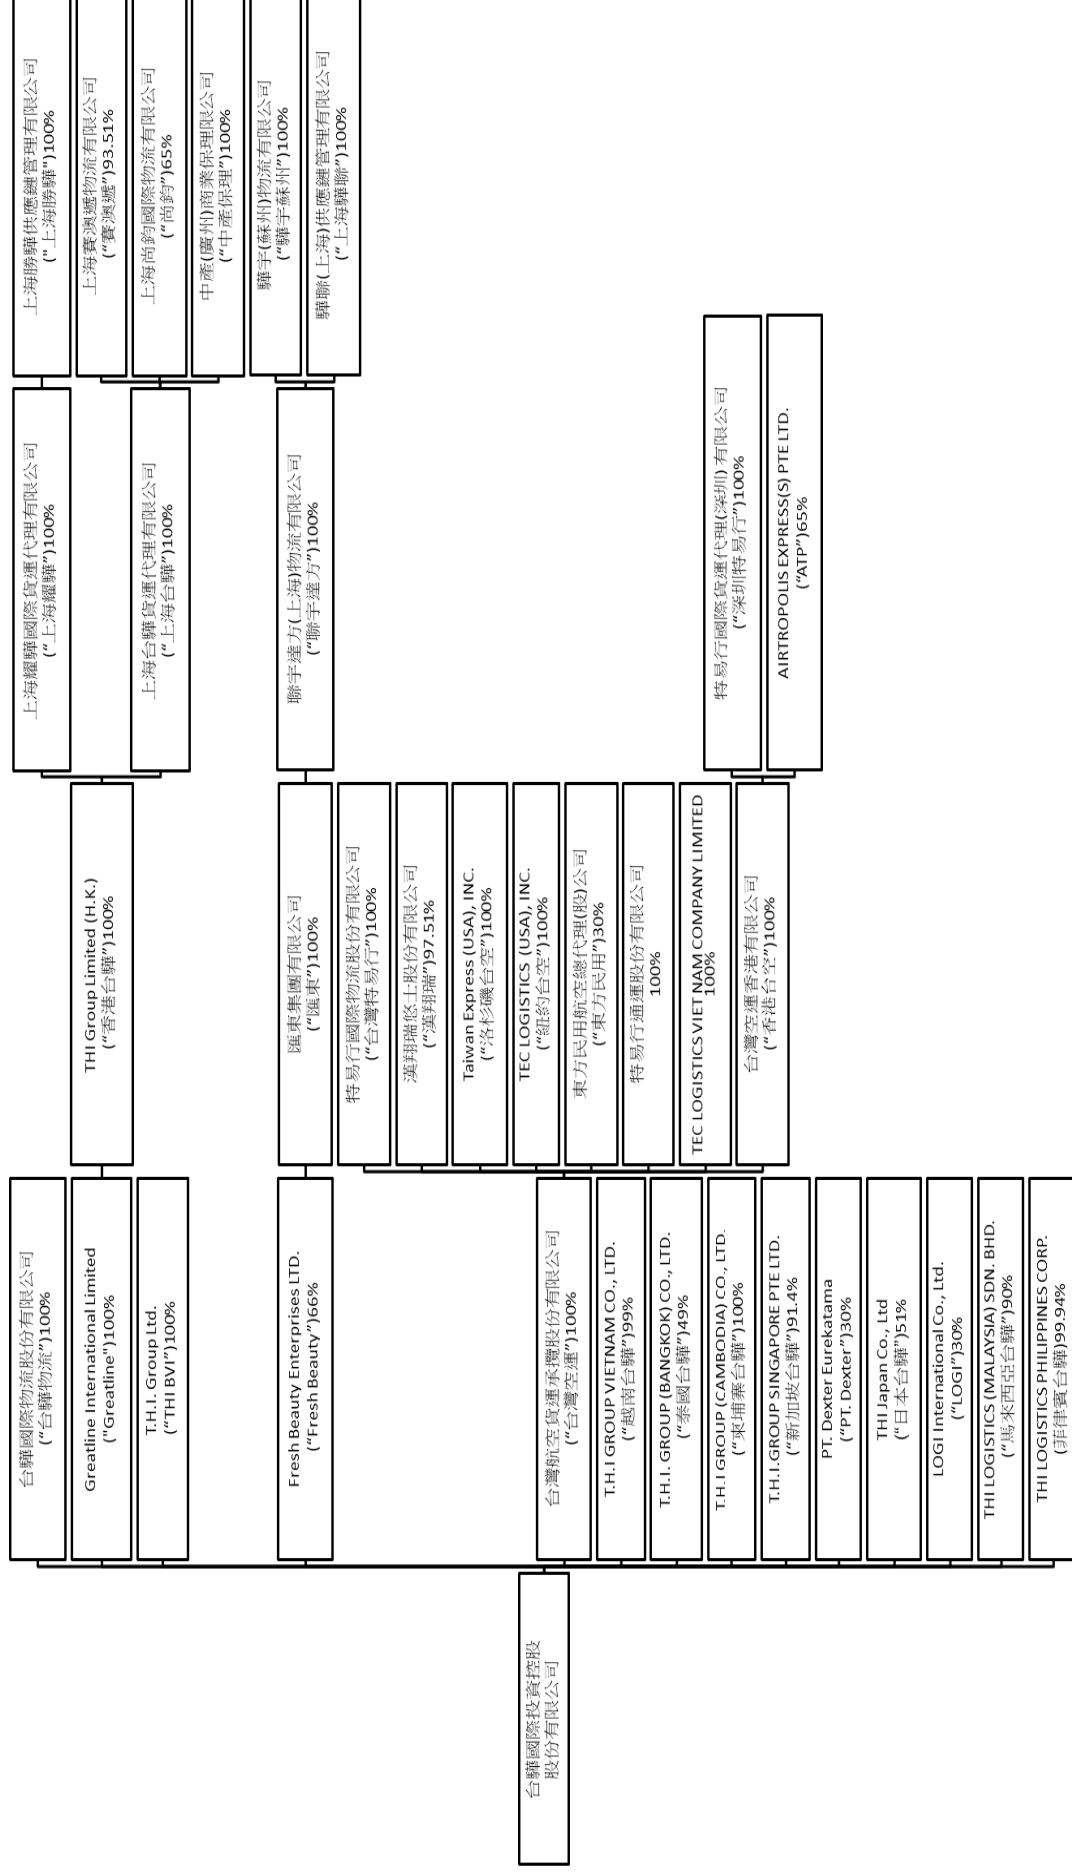 台驊國際投資控股
股份有限公司
台驊國際物流股份有限公司
(“台驊物流”)100%
Greatline International Limited
("Greatline")100%
T.H.I. Group Ltd.
(“THI BVI”)100%
Fresh Beauty Enterprises LTD.
(“Fresh Beauty”)66%
台灣航空貨運承攬股份有限公司
(“台灣空運”)100%
T.H.I GROUP VIETNAM CO., LTD.
(“越南台驊”)99%
T.H.I. GROUP (BANGKOK) CO., LTD.
(“泰國台驊”)49%
T.H.I GROUP (CAMBODIA) CO., LTD.
(“柬埔寨台驊”)100%
T.H.I.GROUP SINGAPORE PTE LTD.
(“新加坡台驊”)91.4%
PT. Dexter Eurekatama
(“PT. Dexter”)30%
THI Japan Co., Ltd
(“日本台驊”)51%
LOGI International Co., Ltd.
(“LOGI”)30%
THI LOGISTICS (MALAYSIA) SDN. BHD.
(“馬來西亞台驊”)90%
THI LOGISTICS PHILIPPINES CORP.
(菲律賓台驊)99.94%
THI Group Limited (H.K.)
(“香港台驊”)100%
匯東集團有限公司
(“匯東”)100%
特易行國際物流股份有限公司
(“台灣特易行”)100%
漢翔瑞悠士股份有限公司
(“漢翔瑞”)97.51%
Taiwan Express (USA), INC.
(“洛杉磯台空”)100%
TEC LOGISTICS (USA), INC.
(“紐約台空”)100%
東方民用航空總代理(股)公司
(“東方民用”)30%
特易行通運股份有限公司
100%
TEC LOGISTICS VIET NAM COMPANY LIMITED
100%
台灣空運香港有限公司
(“香港台空”)100%
上海耀驊國際貨運代理有限公司
(“上海耀驊”)100%
上海台驊貨運代理有限公司
(“上海台驊”)100%
聯宇達方(上海)物流有限公司
(“聯宇達方”)100%
特易行國際貨運代理(深圳) 有限公司
(“深圳特易行”)100%
AIRTROPOLIS EXPRESS(S) PTE LTD.
(“ATP”)65%
上海勝驊供應鏈管理有限公司
("上海勝驊")100%
上海賽澳遞物流有限公司
(“賽澳遞”)93.51%
上海尚鈞國際物流有限公司
(“尚鈞”)65%
中產(廣州)商業保理限公司
(“中產保理”)100%
驊宇(蘇州)物流有限公司
(“驊宇蘇州”)100%
驊聯(上海)供應鏈管理有限公司
(“上海驊聯”)100%